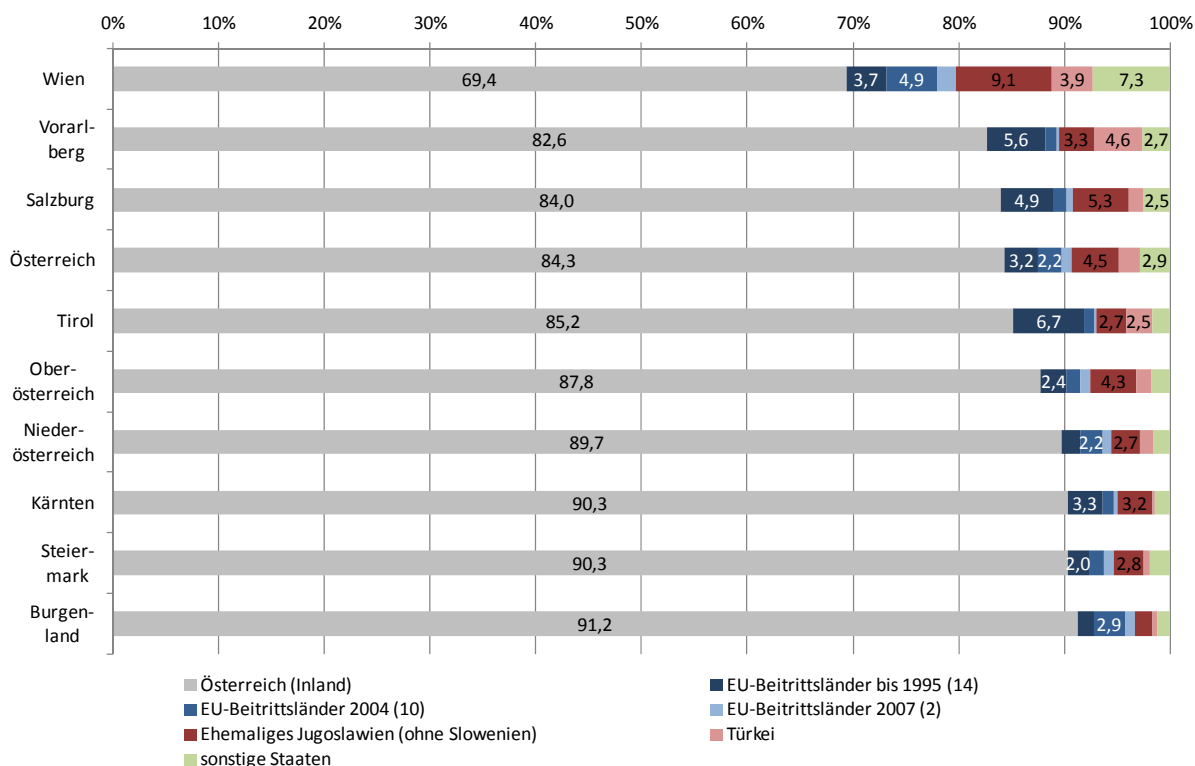 0% 10% 20% 30% 40% 50% 60% 70% 80% 90% 100%
Wien 69,4 3,7 4,9 9,1 3,9 7,3
Vorarl-
berg 82,6 5,6 3,3 4,6 2,7
Salzburg 84,0 4,9 5,3 2,5
Österreich 84,3 3,2 2,2 4,5 2,9
Tirol 85,2 6,7 2,7 2,5
Ober-
österreich 87,8 2,4 4,3
Nieder-
österreich 89,7 2,2 2,7
Kärnten 90,3 3,3 3,2
Steier-
mark 90,3 2,0 2,8
Burgen-
land 91,2 2,9
Österreich (Inland) EU-Beitrittsländer bis 1995 (14)
EU-Beitrittsländer 2004 (10) EU-Beitrittsländer 2007 (2)
Ehemaliges Jugoslawien (ohne Slowenien) Türkei
sonstige Staaten